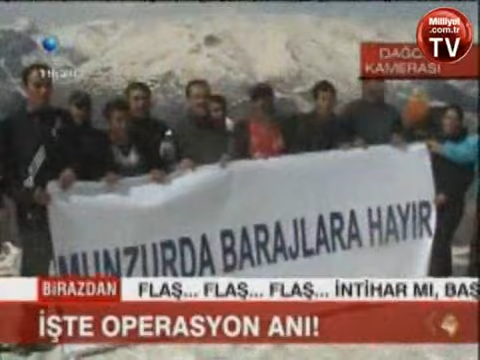 Milliyet.com.tr
TV
KAMERASI
MUNZURDA BARAJLARA HAYIR
BİRAZDAN
FLAŞ... FLAŞ... FLAŞ... İNTİHAR MI, BAŞ
İŞTE OPERASYON ANI!